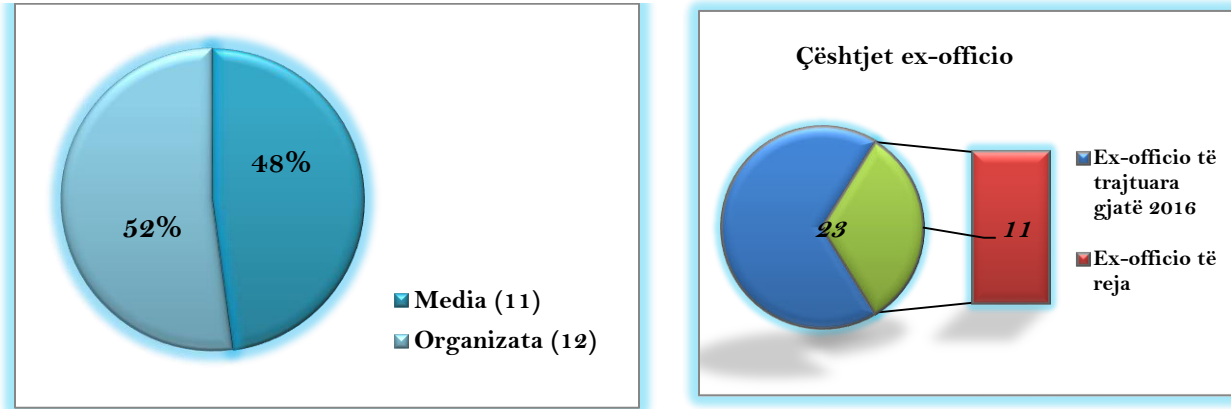 48%
52%
Media (11)
Organizata (12)
Çështjet ex-officio
23
11
Ex-officio të
trajtuara
gjatë 2016
Ex-officio të
reja